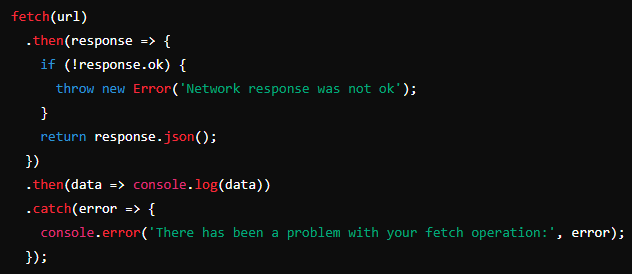 fetch(url)
  .then(response => {
    if (!response.ok) {
      throw new Error('Network response was not ok');
    }
    return response.json();
  })
  .then(data => console.log(data))
  .catch(error => {
    console.error('There has been a problem with your fetch operation:', error);
  });